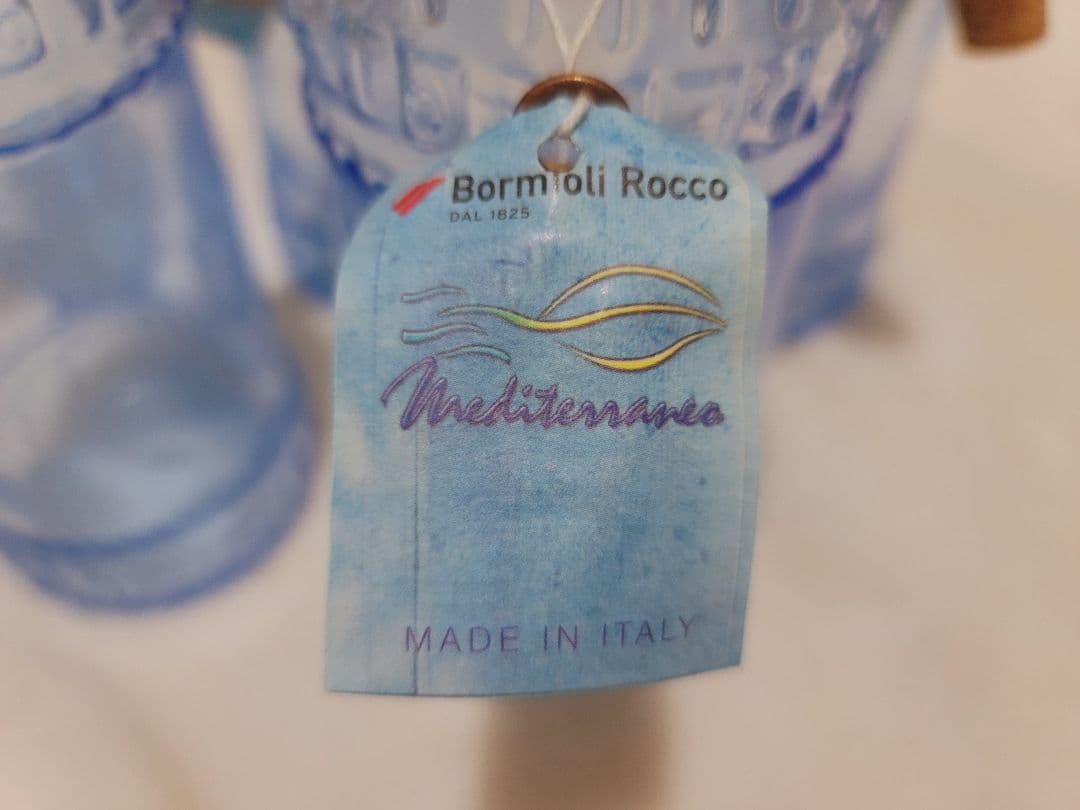 Bormioli Rocco
DAL 1825
Mediterraneo
MADE IN ITALY